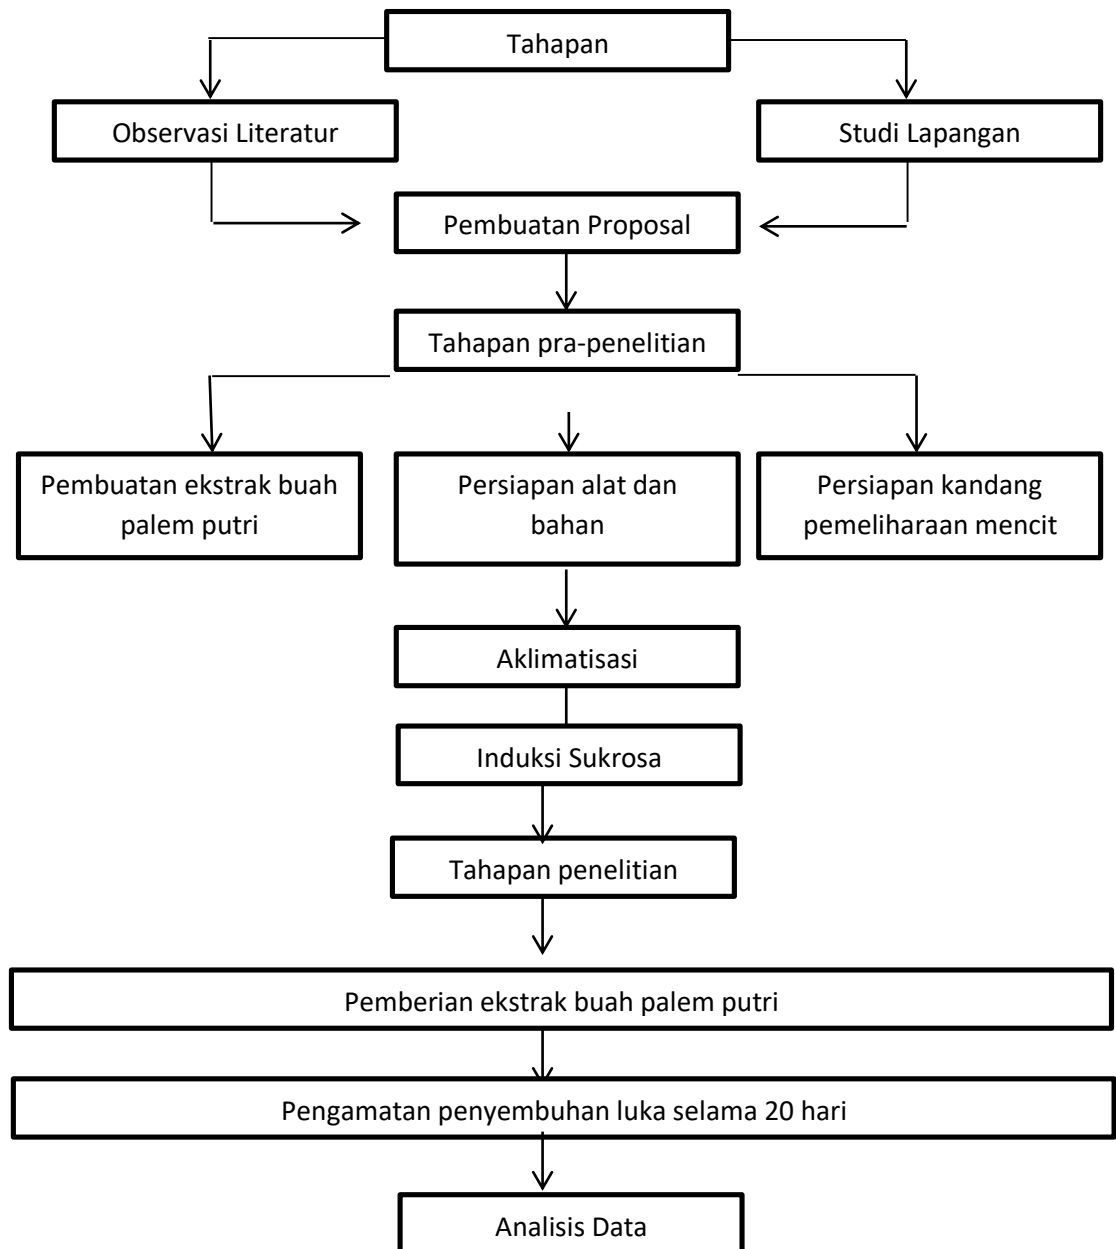 Tahapan
Observasi Literatur
Studi Lapangan
Pembuatan Proposal
Tahapan pra-penelitian
Pembuatan ekstrak buah
palem putri
Persiapan alat dan
bahan
Persiapan kandang
pemeliharaan mencit
Aklimatisasi
Induksi Sukrosa
Tahapan penelitian
Pemberian ekstrak buah palem putri
Pengamatan penyembuhan luka selama 20 hari
Analisis Data